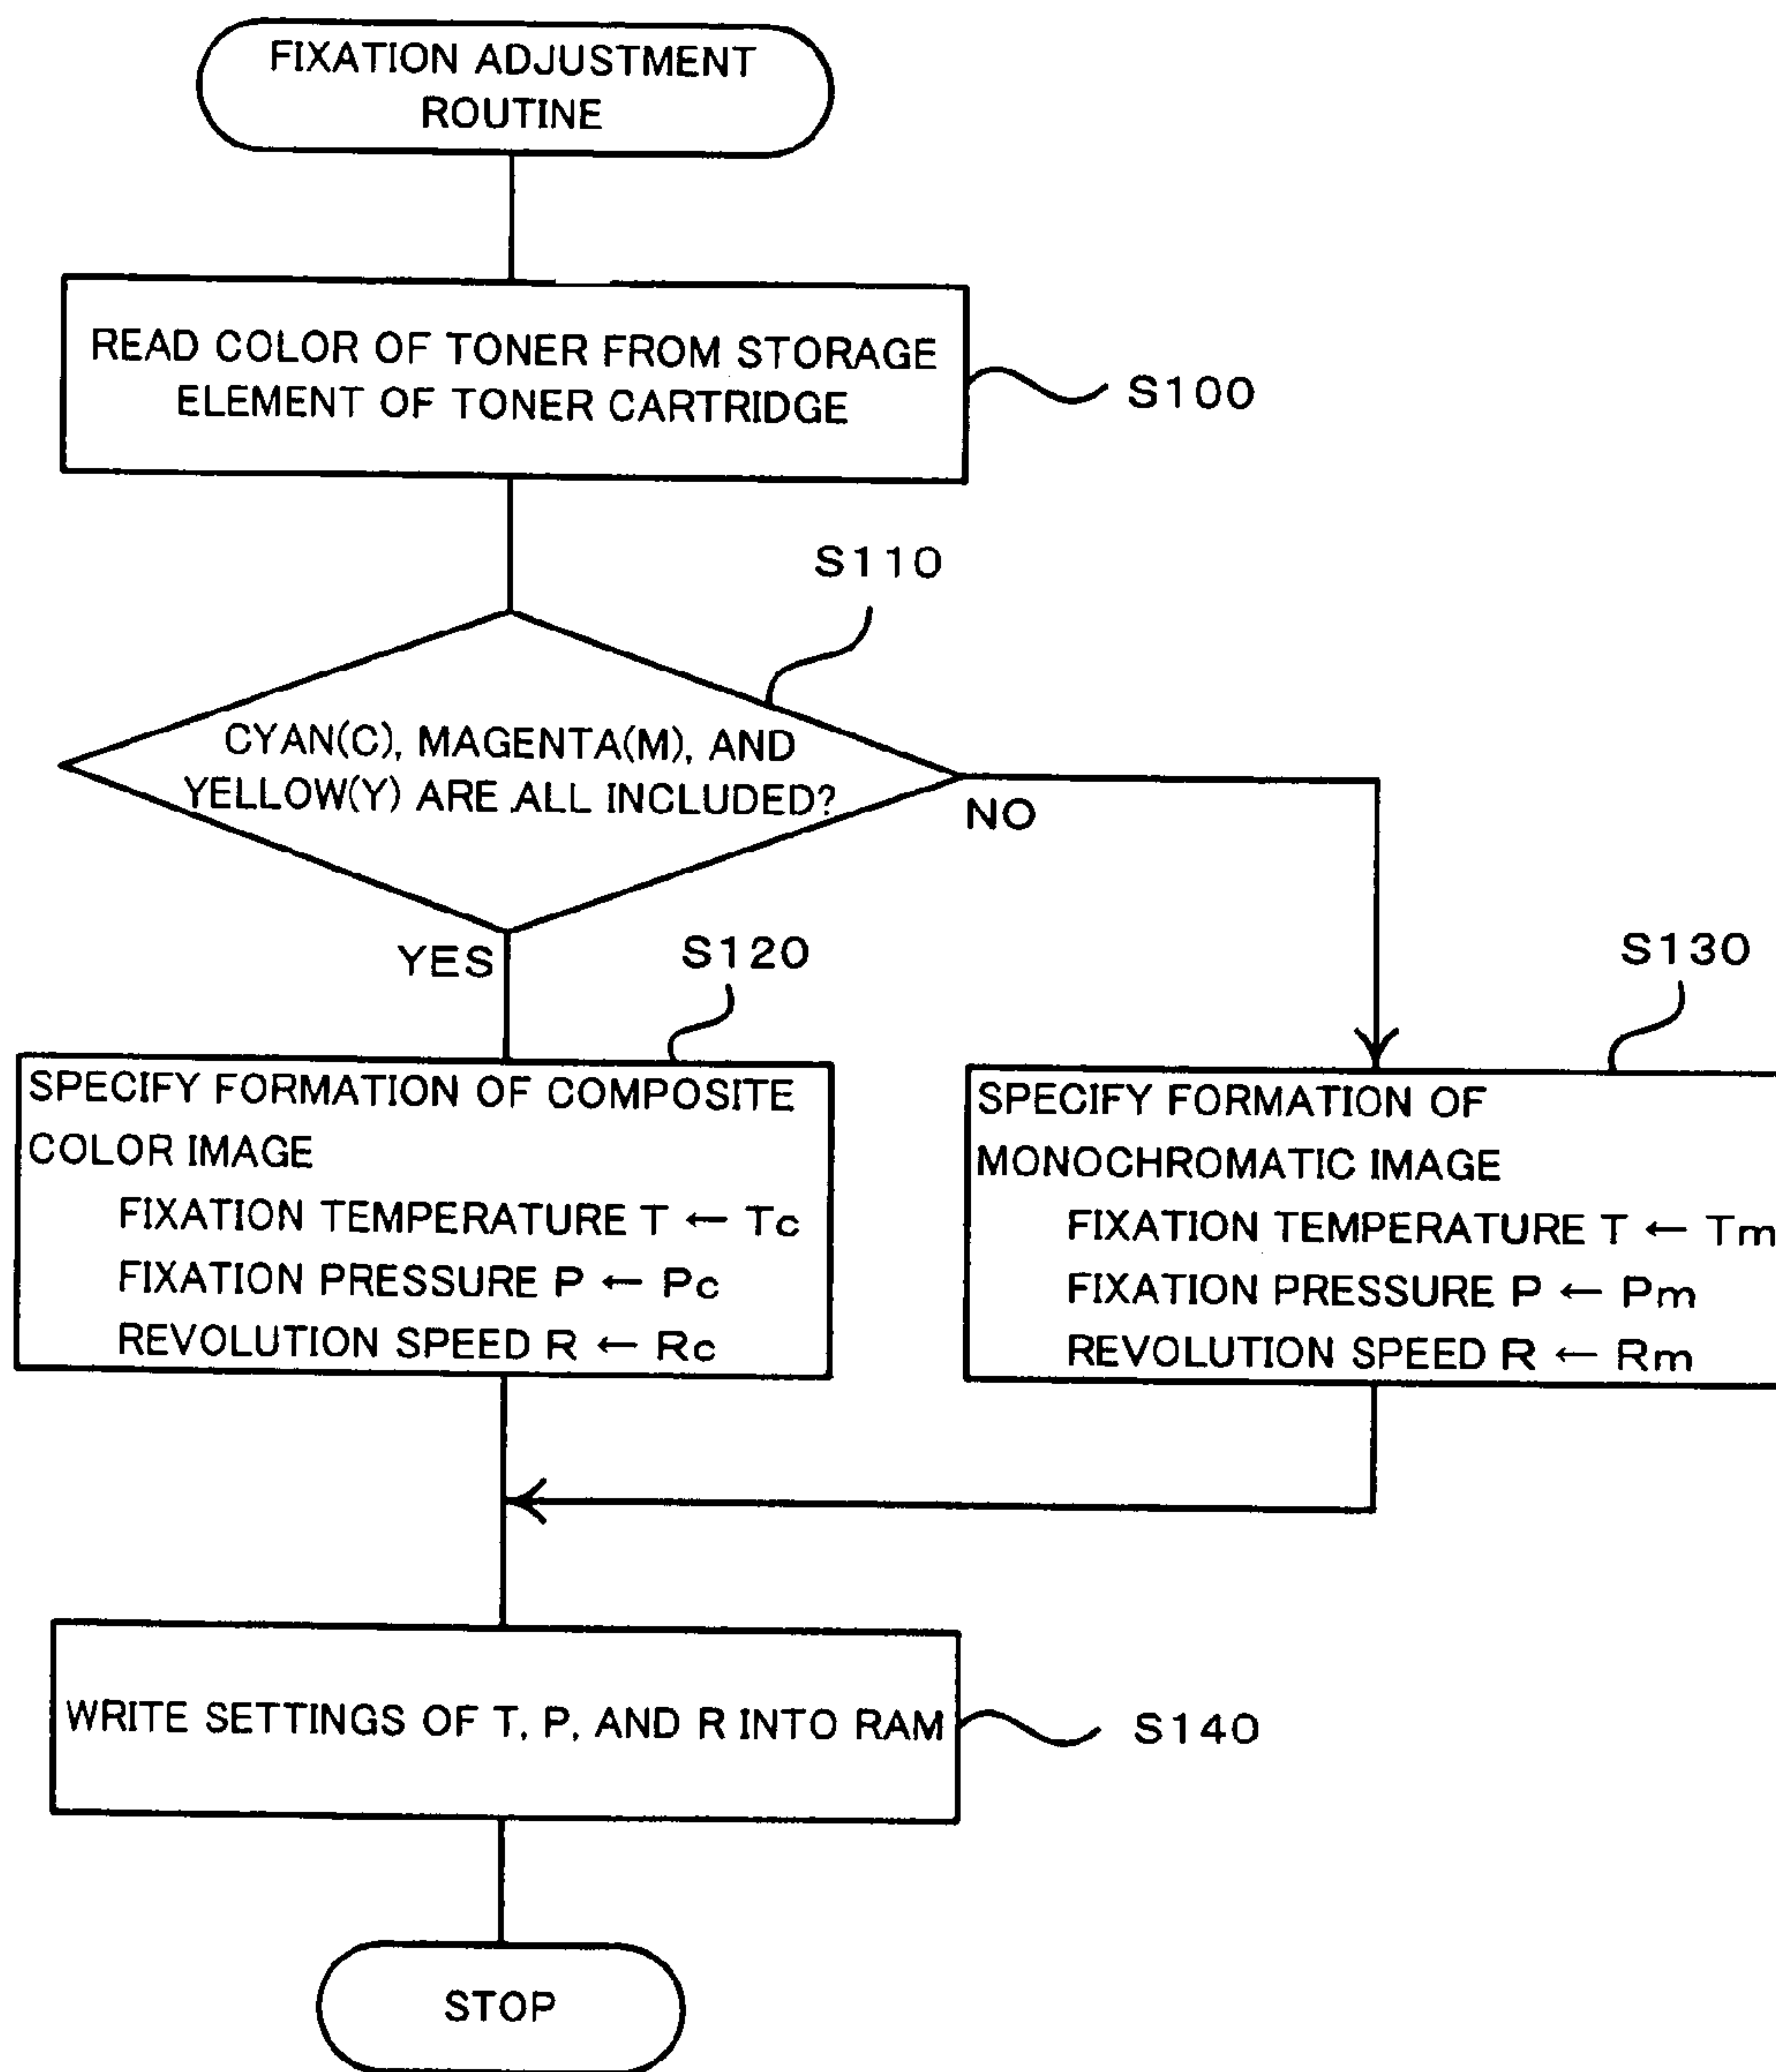 FIXATION ADJUSTMENT
ROUTINE
READ COLOR OF TONER FROM STORAGE
ELEMENT OF TONER CARTRIDGE
S100
S110
CYAN(C), MAGENTA(M), AND
YELLOW(Y) ARE ALL INCLUDED?
NO
YES
S120
S130
SPECIFY FORMATION OF COMPOSITE
COLOR IMAGE
FIXATION TEMPERATURE T ← Tc
FIXATION PRESSURE P ← Pc
REVOLUTION SPEED R ← Rc
SPECIFY FORMATION OF
MONOCHROMATIC IMAGE
FIXATION TEMPERATURE T ← Tm
FIXATION PRESSURE P ← Pm
REVOLUTION SPEED R ← Rm
WRITE SETTINGS OF T, P, AND R INTO RAM
S140
STOP